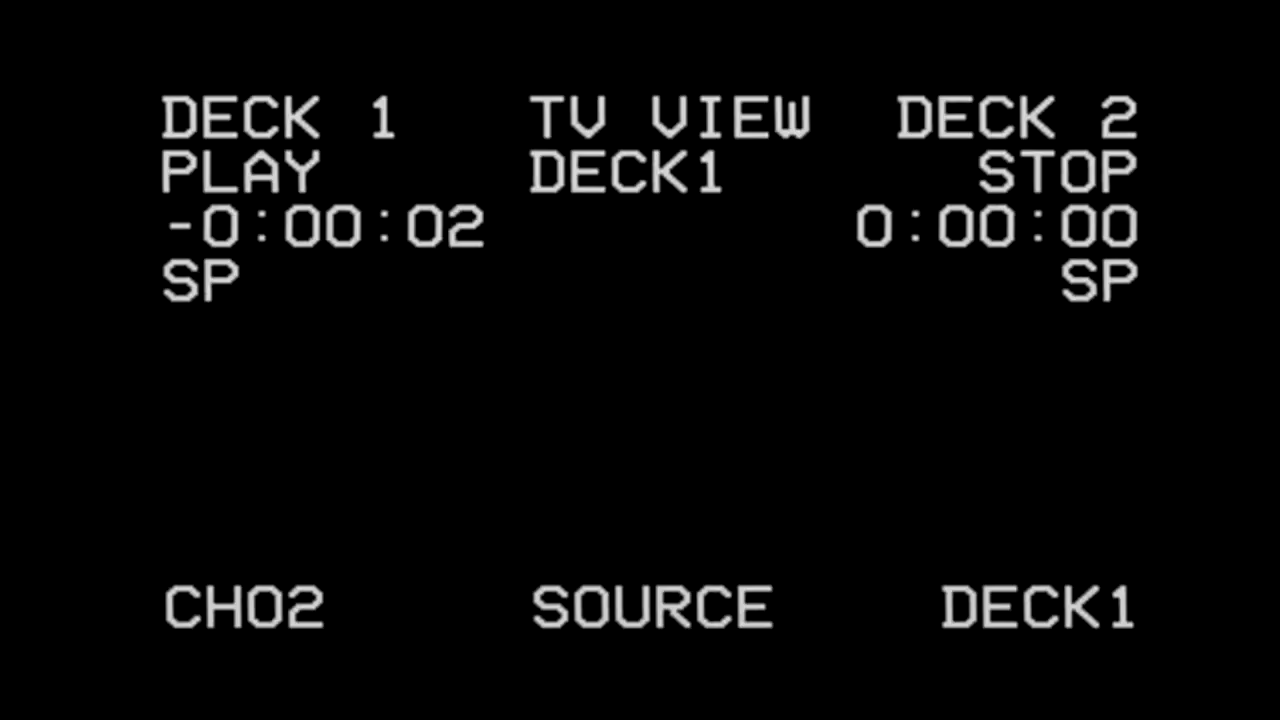 DECK 1 TV VIEW DECK 2
PLAY DECK1 STOP
-0:00:02 0:00:00
SP SP
CH02 SOURCE DECK1